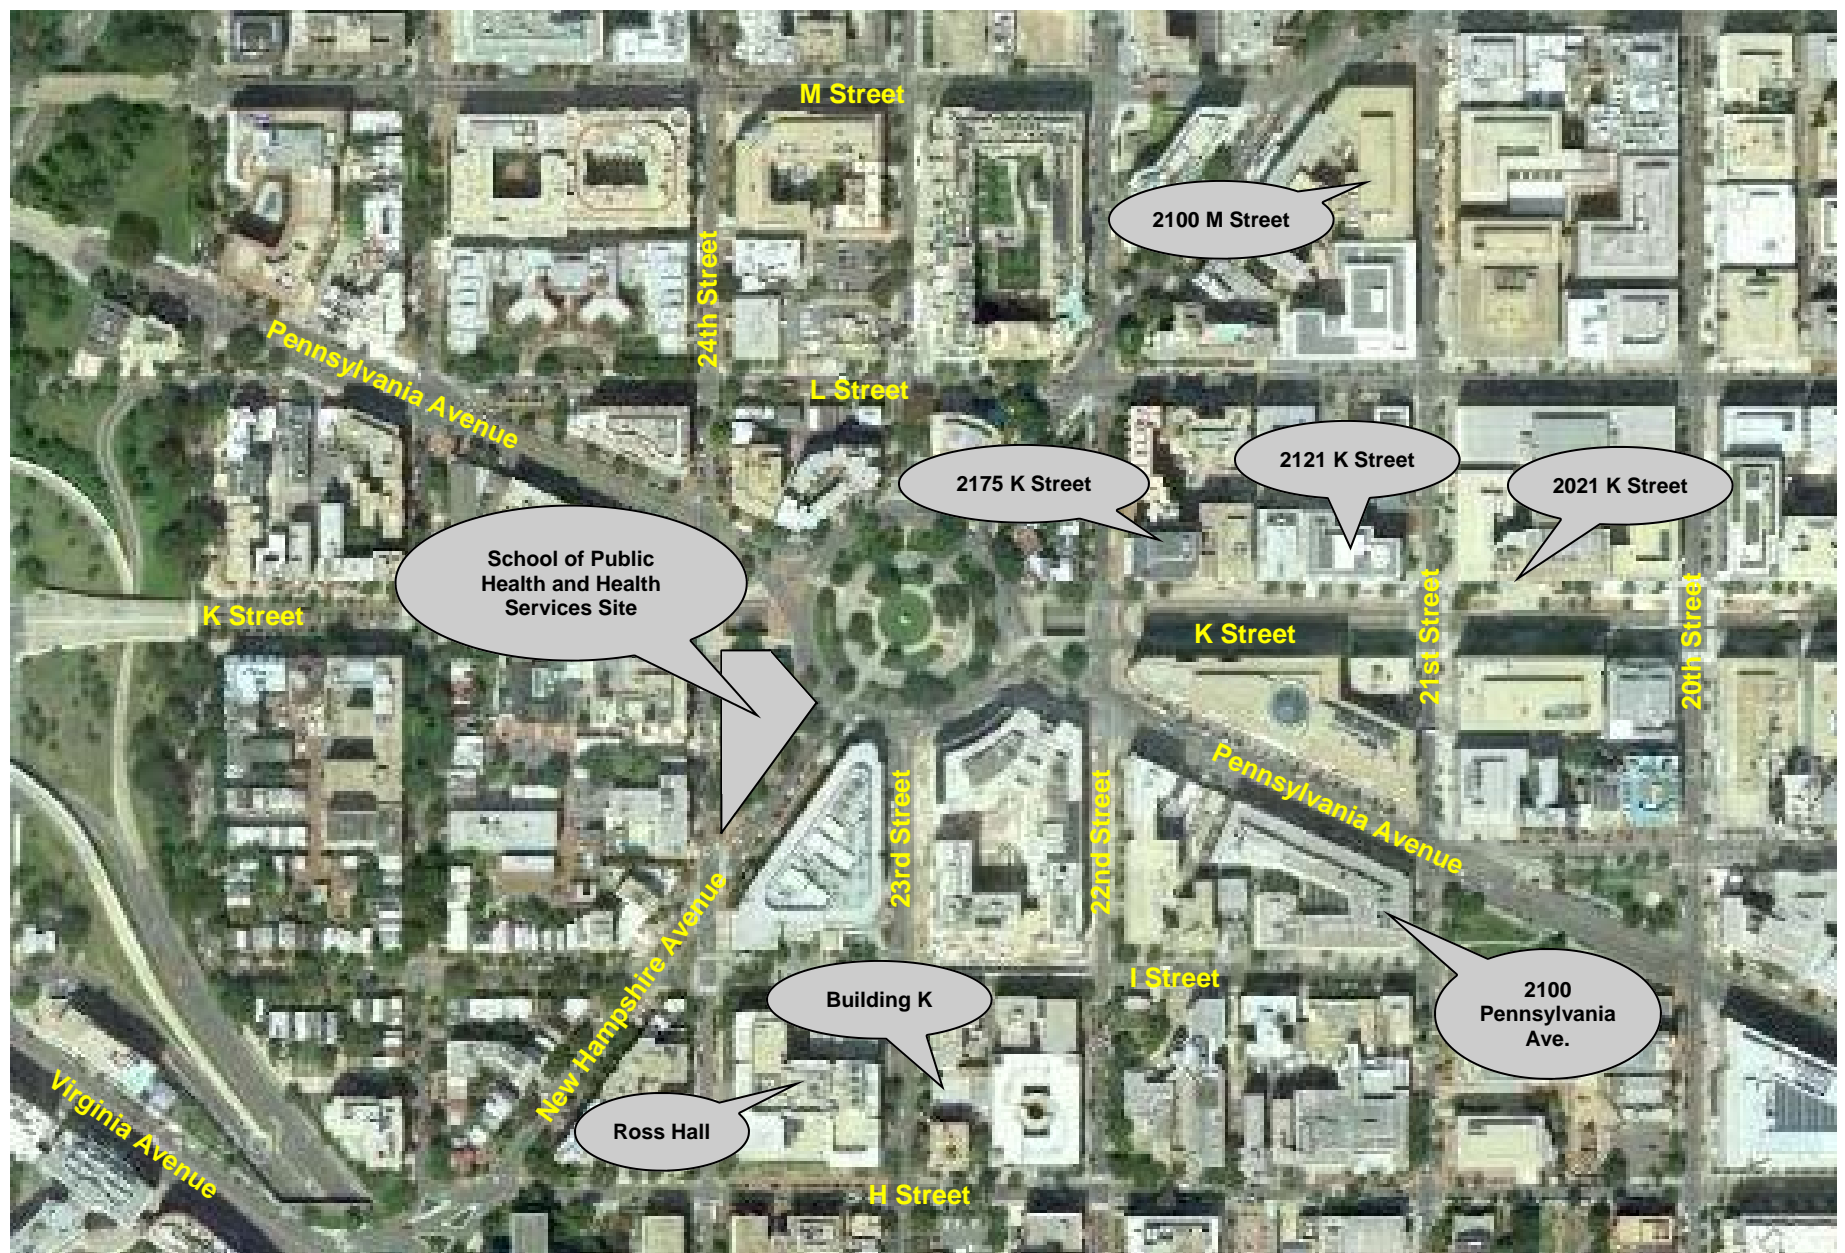 M Street
2100 M Street
24th Street
Pennsylvania Avenue
L Street
2175 K Street
2121 K Street
2021 K Street
School of Public
Health and Health
Services Site
K Street
K Street
21st Street
20th Street
Pennsylvania Avenue
23rd Street
22nd Street
New Hampshire Avenue
I Street
Building K
2100
Pennsylvania
Ave.
Virginia Avenue
Ross Hall
H Street